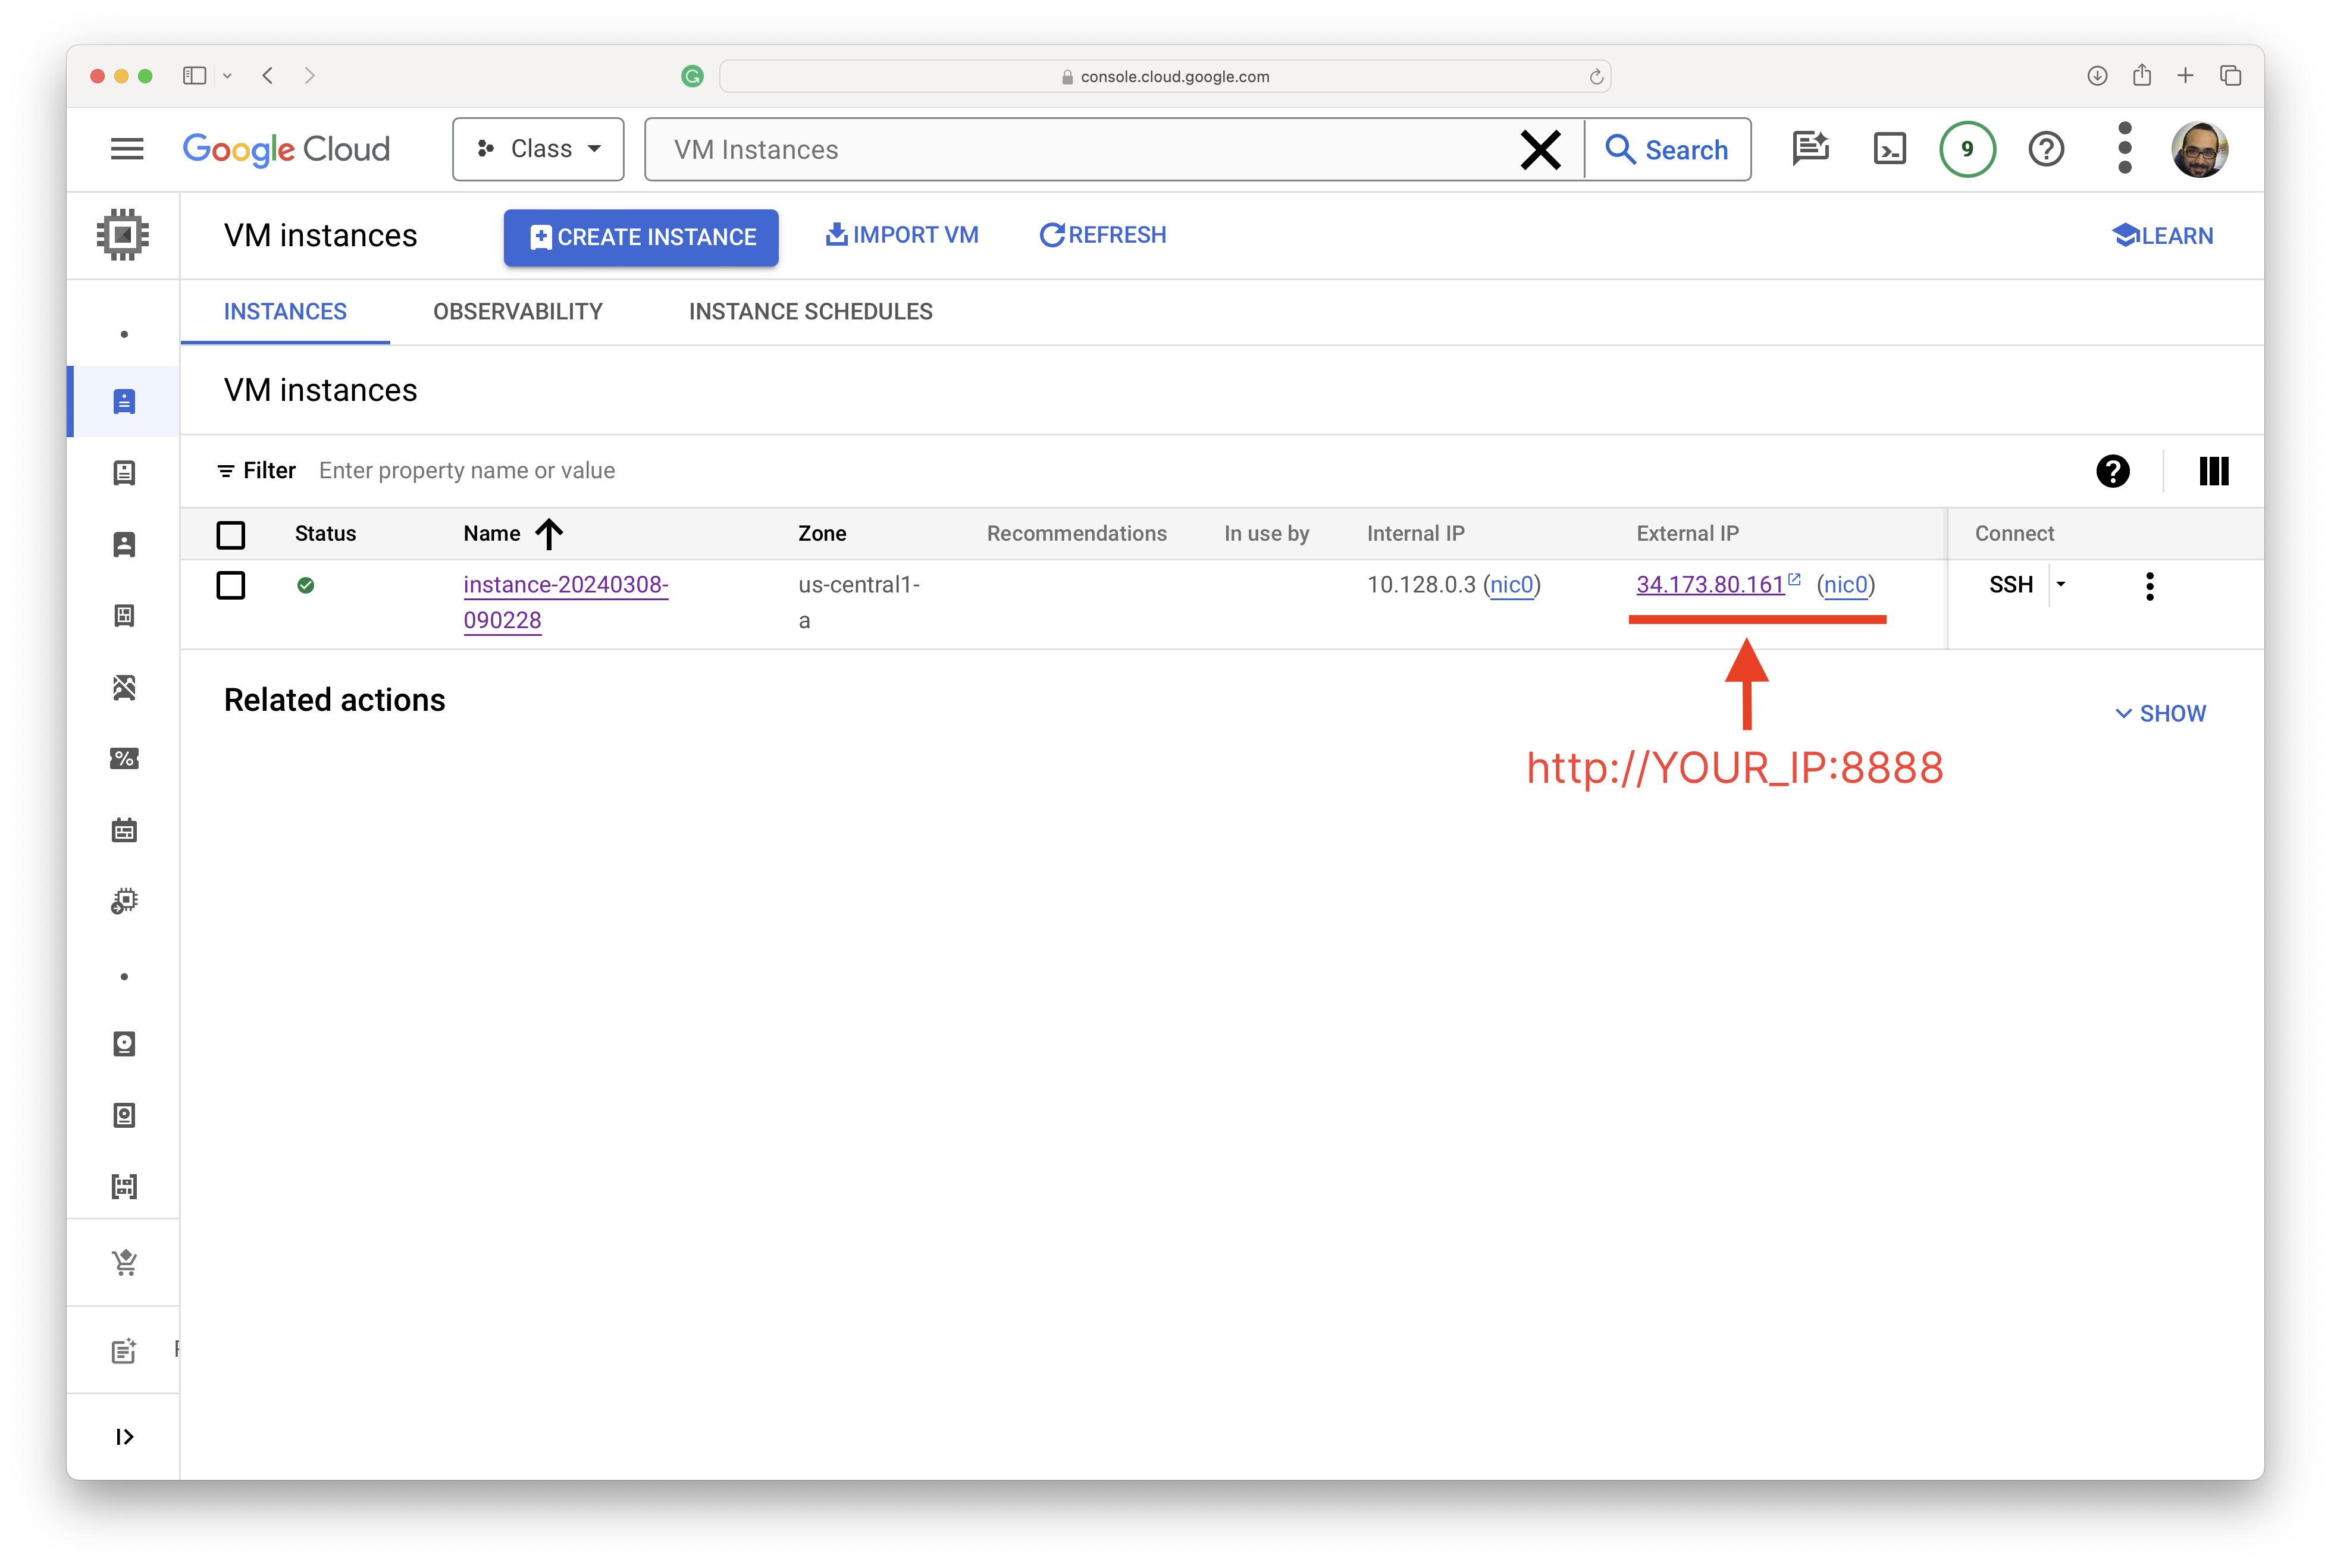 console.cloud.google.com
Google Cloud
Class
VM Instances
Search
9
VM instances
CREATE INSTANCE
IMPORT VM
REFRESH
LEARN
INSTANCES
OBSERVABILITY
INSTANCE SCHEDULES
VM instances
Filter Enter property name or value
Status Name Zone Recommendations In use by Internal IP External IP Connect
instance-20240308- us-central1- 10.128.0.3 (nic0) 34.173.80.161 (nic0) SSH
090228 a
Related actions
SHOW
http://YOUR_IP:8888